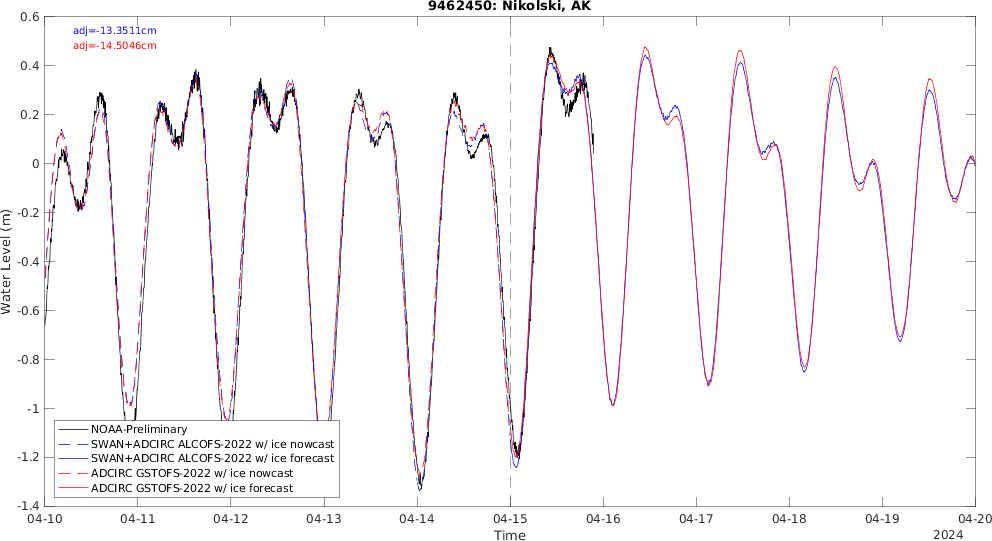 9462450: Nikolski, AK
adj=-13.3511cm
adj=-14.5046cm
Water Level (m)
0.6
0.4
0.2
0
-0.2
-0.4
-0.6
-0.8
-1
-1.2
-1.4
NOAA-Preliminary
SWAN+ADCIRC ALCOFS-2022 w/ ice nowcast
SWAN+ADCIRC ALCOFS-2022 w/ ice forecast
ADCIRC GSTOFS-2022 w/ ice nowcast
ADCIRC GSTOFS-2022 w/ ice forecast
04-10 04-11 04-12 04-13 04-14 04-15 04-16 04-17 04-18 04-19 04-20
Time
2024